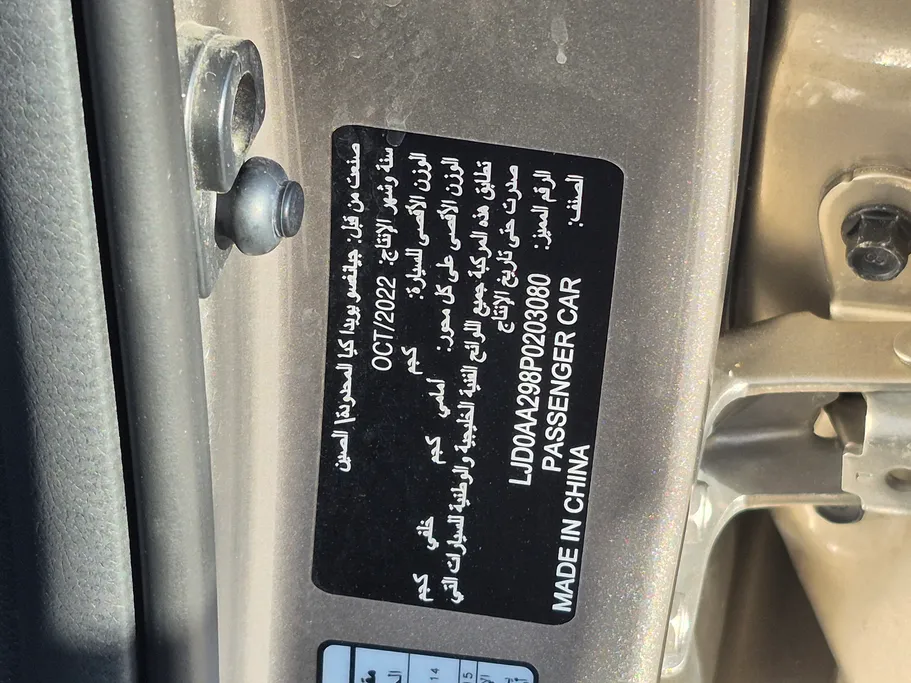 صنعت من قبل: جيانغسو يويدا كيا المحدودة\ الصين
سنة وشهر الإنتاج: OCT/2022
الوزن الأقصى للسيارة: كجم
الوزن الأقصى على كل محور: أمامي كجم خلفي كجم
تطابق هذه المركبة جميع اللوائح الفنية الخليجية والوطنية للسيارات التي
صدرت حتى تاريخ الإنتاج
الرقم المميز: LJD0AA298P0203080
الصنف: PASSENGER CAR
MADE IN CHINA
14
15